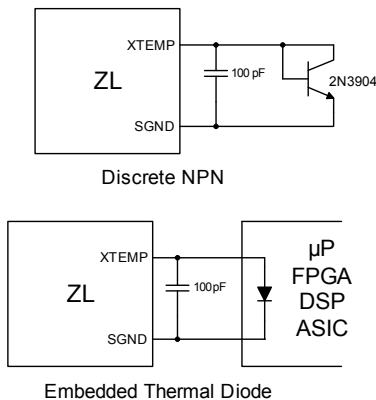 XTEMP
ZL
100 pF
2N3904
SGND
Discrete NPN
XTEMP
ZL
100pF
SGND
µP
FPGA
DSP
ASIC
Embedded Thermal Diode